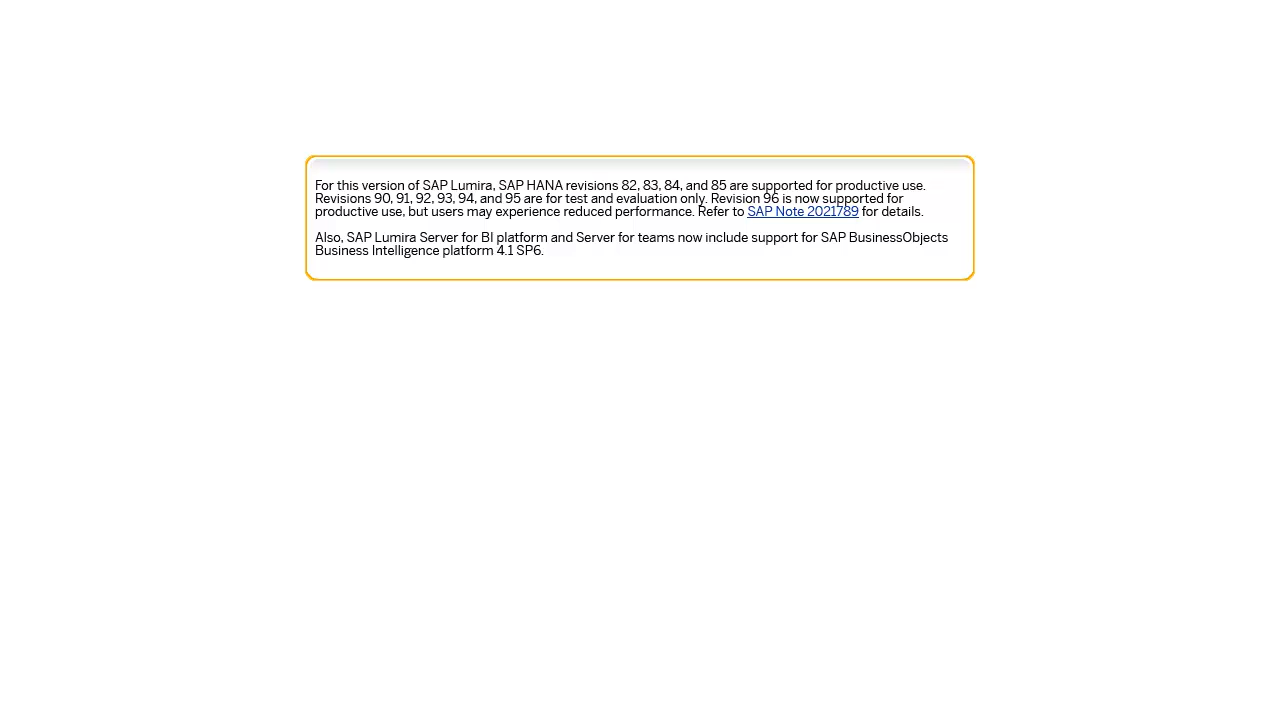 For this version of SAP Lumira, SAP HANA revisions 82, 83, 84, and 85 are supported for productive use.
Revisions 90, 91, 92, 93, 94, and 95 are for test and evaluation only. Revision 96 is now supported for
productive use, but users may experience reduced performance. Refer to SAP Note 2021789 for details.
Also, SAP Lumira Server for BI platform and Server for teams now include support for SAP BusinessObjects
Business Intelligence platform 4.1 SP6.